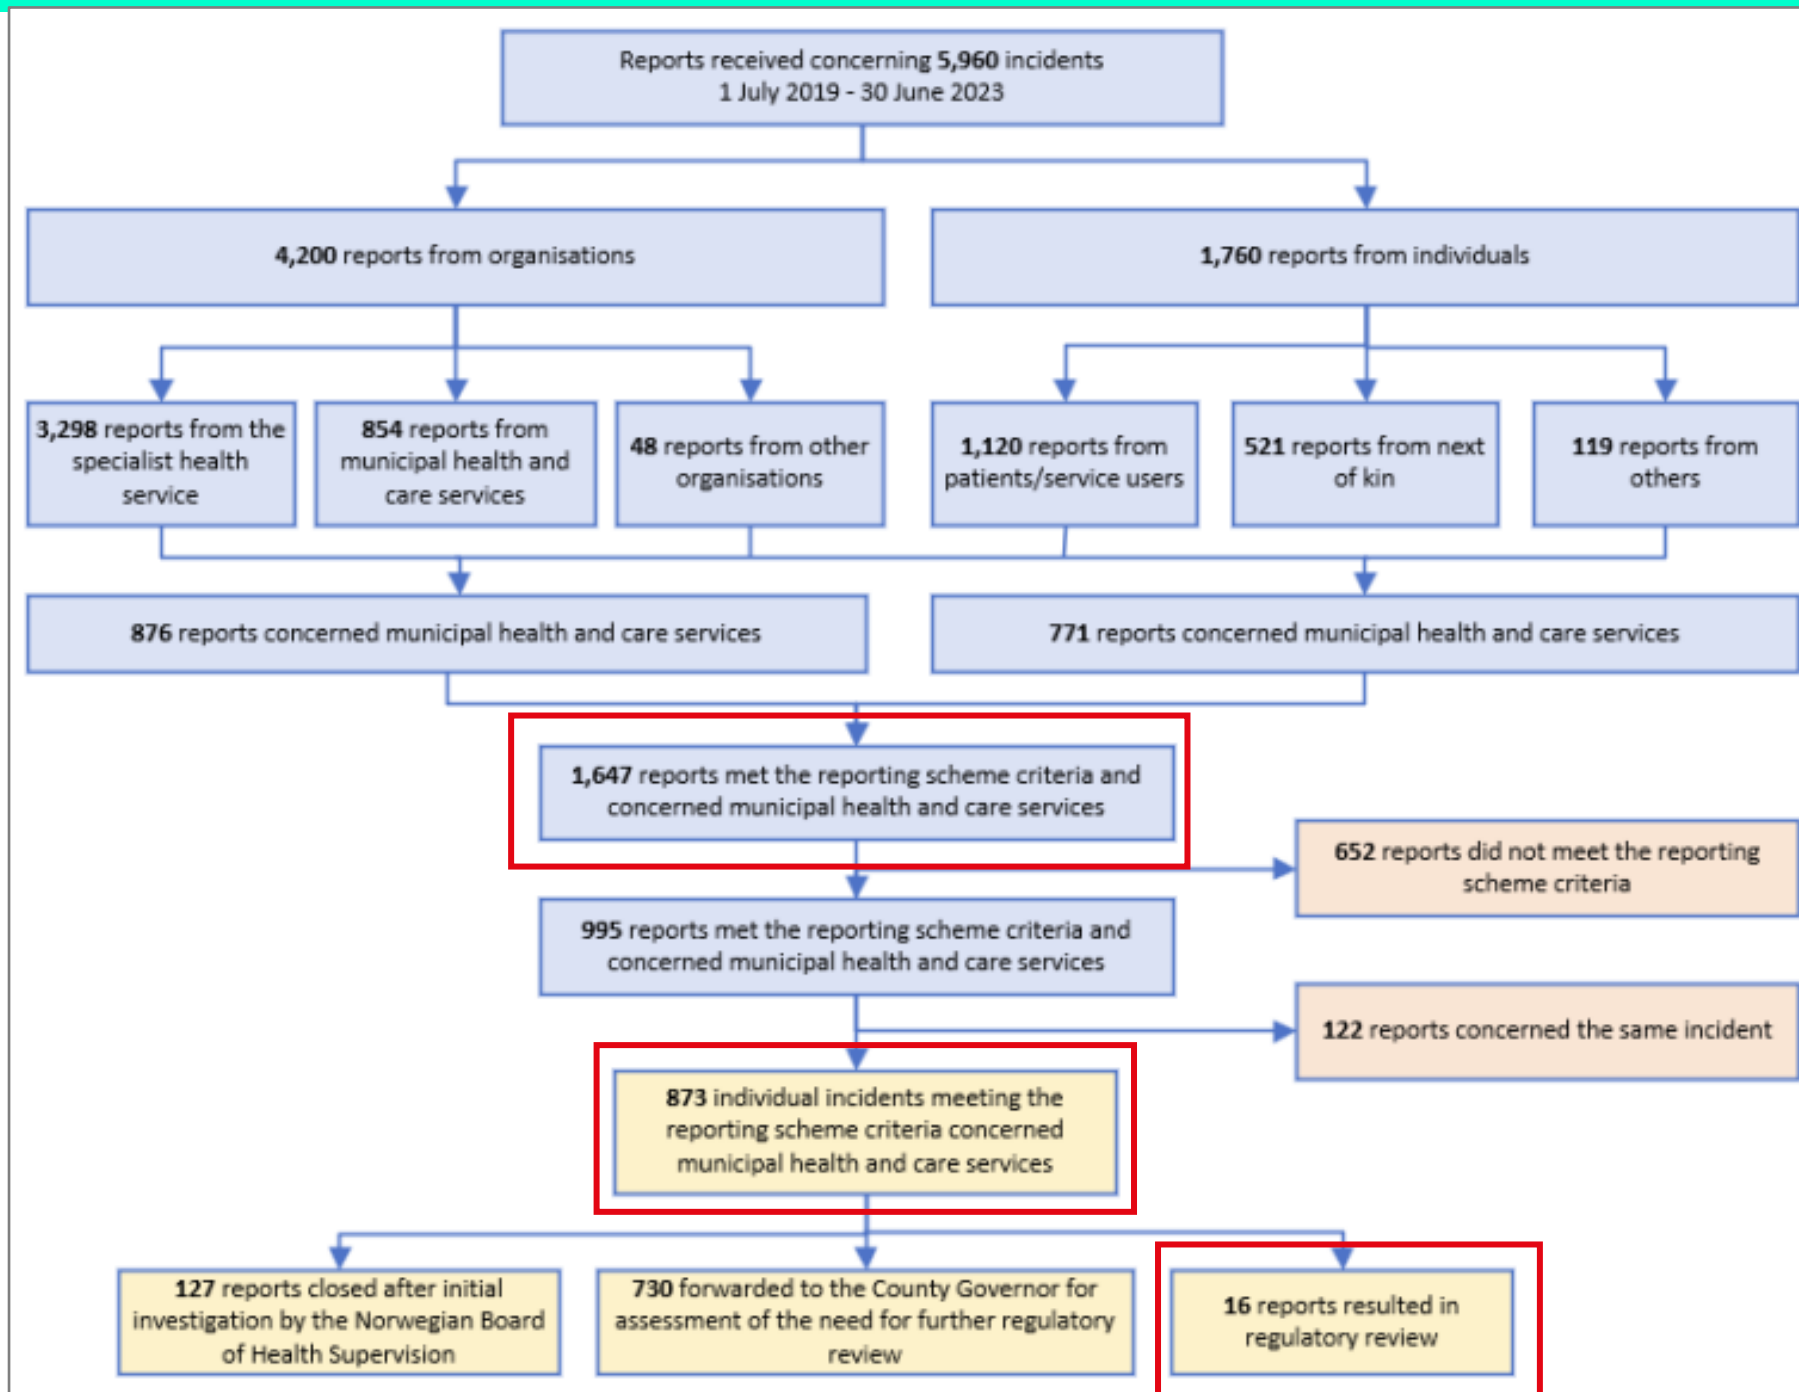 Reports received concerning 5,960 incidents
1 July 2019 - 30 June 2023
4,200 reports from organisations
1,760 reports from individuals
3,298 reports from the
specialist health
service
854 reports from
municipal health and
care services
48 reports from other
organisations
1,120 reports from
patients/service users
521 reports from next
of kin
119 reports from
others
876 reports concerned municipal health and care services
771 reports concerned municipal health and care services
1,647 reports met the reporting scheme criteria and
concerned municipal health and care services
652 reports did not meet the reporting
scheme criteria
995 reports met the reporting scheme criteria and
concerned municipal health and care services
122 reports concerned the same incident
873 individual incidents meeting the
reporting scheme criteria concerned
municipal health and care services
127 reports closed after initial
investigation by the Norwegian Board
of Health Supervision
730 forwarded to the County Governor for
assessment of the need for further regulatory
review
16 reports resulted in
regulatory review